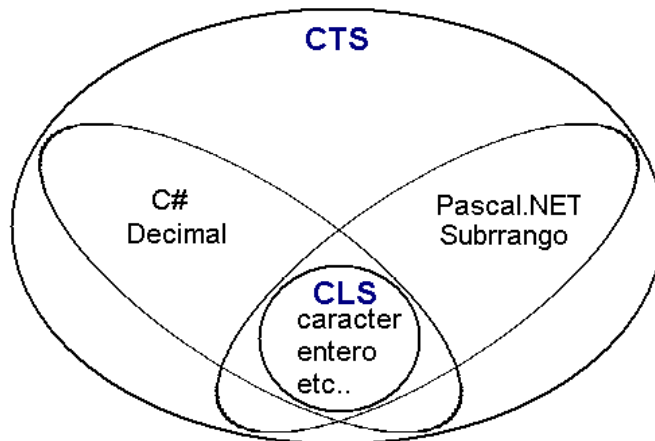 CTS
C#
Decimal
Pascal.NET
Subrrango
CLS
caracter
entero
etc..